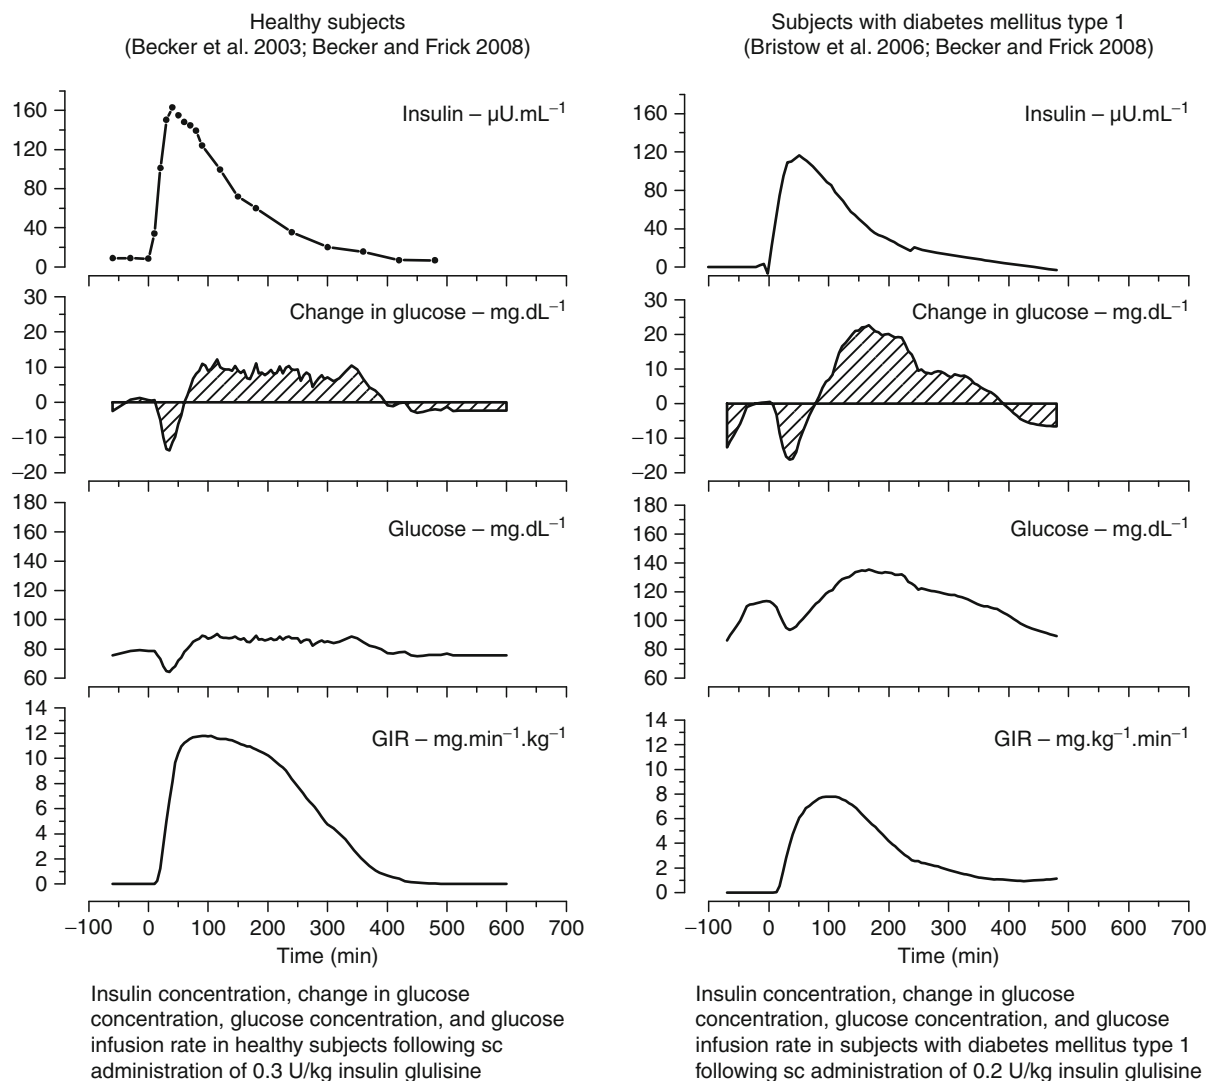 Healthy subjects
(Becker et al. 2003; Becker and Frick 2008)
Insulin – µU.mL⁻¹
160
120
80
40
0
Change in glucose – mg.dL⁻¹
30
20
10
0
−10
−20
Glucose – mg.dL⁻¹
180
160
140
120
100
80
60
GIR – mg.min⁻¹.kg⁻¹
14
12
10
8
6
4
2
0
−100 0 100 200 300 400 500 600 700
Time (min)
Insulin concentration, change in glucose
concentration, glucose concentration, and glucose
infusion rate in healthy subjects following sc
administration of 0.3 U/kg insulin glulisine
Subjects with diabetes mellitus type 1
(Bristow et al. 2006; Becker and Frick 2008)
Insulin – µU.mL⁻¹
160
120
80
40
0
Change in glucose – mg.dL⁻¹
30
20
10
0
−10
−20
Glucose – mg.dL⁻¹
180
160
140
120
100
80
60
GIR – mg.kg⁻¹.min⁻¹
14
12
10
8
6
4
2
0
−100 0 100 200 300 400 500 600 700
Time (min)
Insulin concentration, change in glucose
concentration, glucose concentration, and glucose
infusion rate in subjects with diabetes mellitus type 1
following sc administration of 0.2 U/kg insulin glulisine